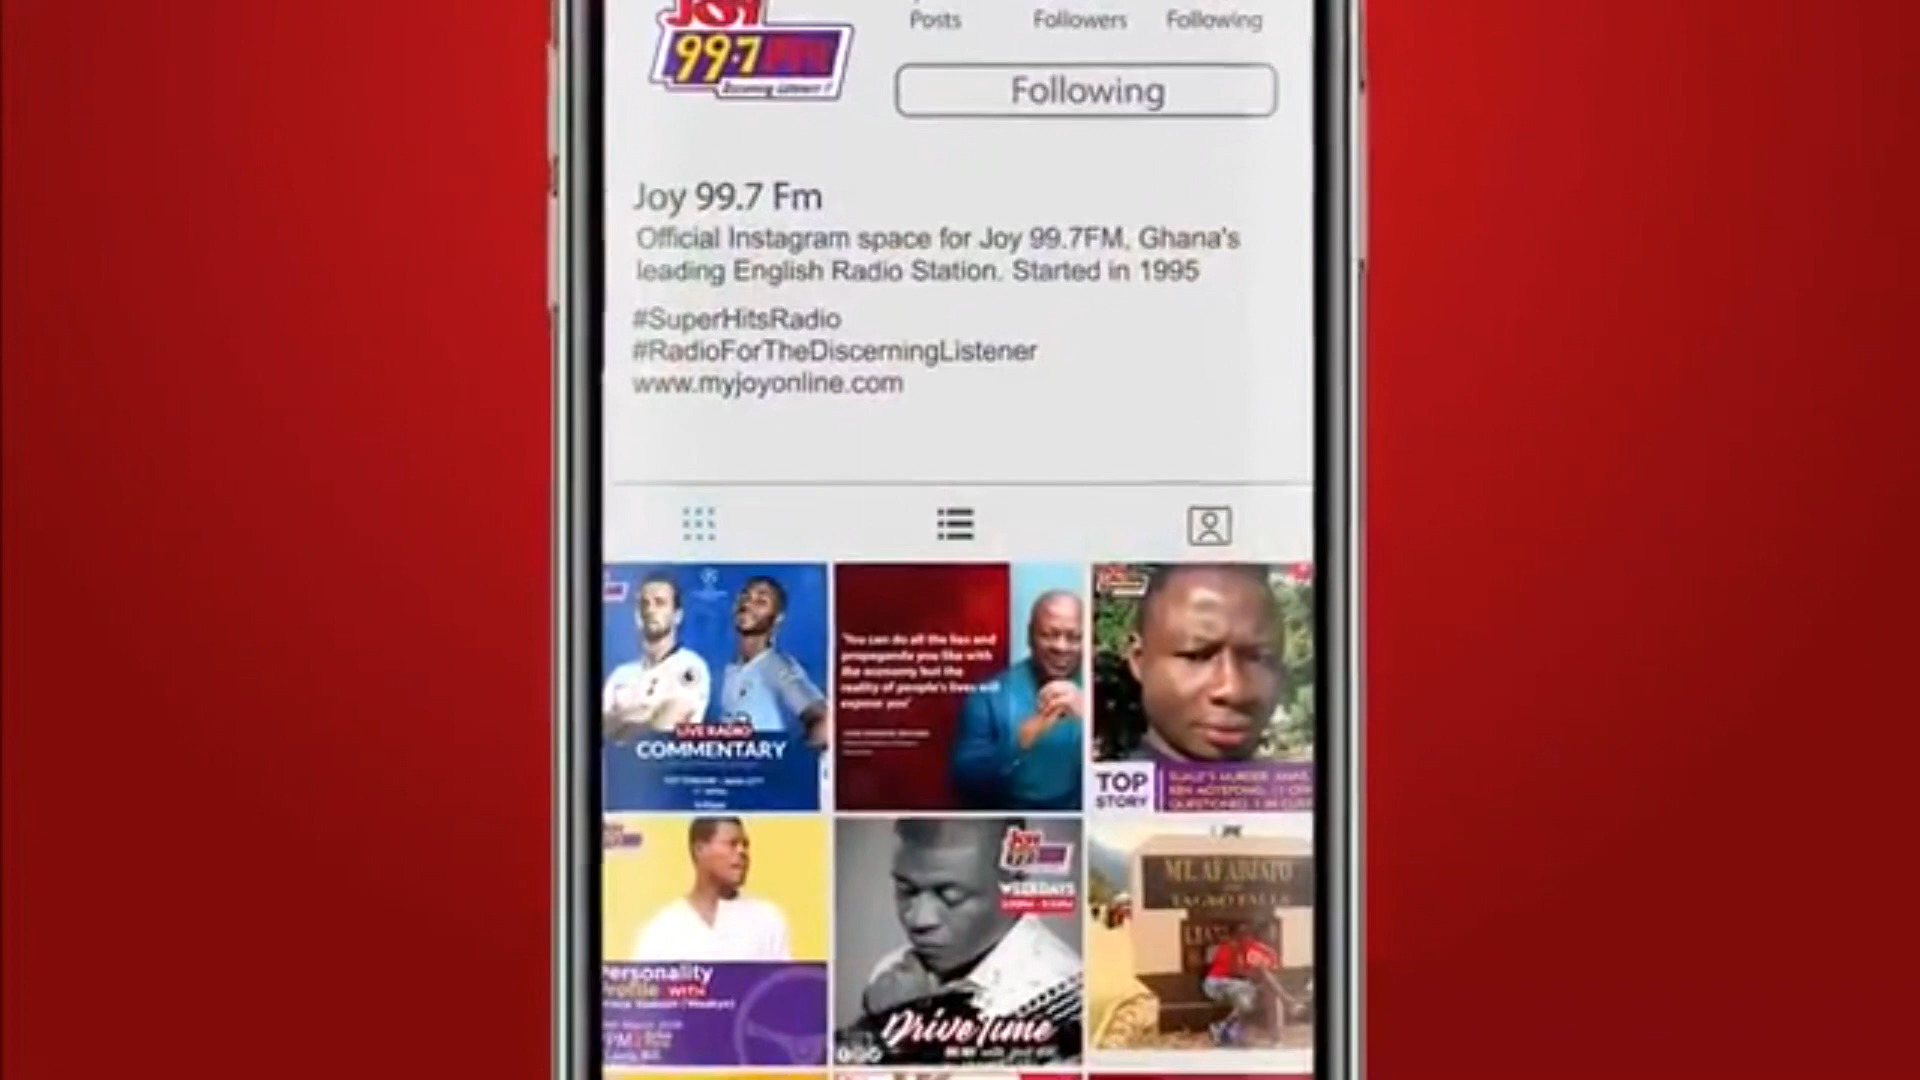 JOY
99.7 FM
Posts Followers Following
Following
Joy 99.7 Fm
Official Instagram space for Joy 99.7FM, Ghana's
leading English Radio Station. Started in 1995
#SuperHitsRadio
#RadioForTheDiscerningListener
www.myjoyonline.com
LIVE RADIO
COMMENTARY
"You can do all the lies and
propaganda you like with
the economy but the
reality of people's lives will
expose you"
TOP
STORY
Personality
Profile WITH
JOY
WEEKDAYS
Drive Time
MT. AFADJATO